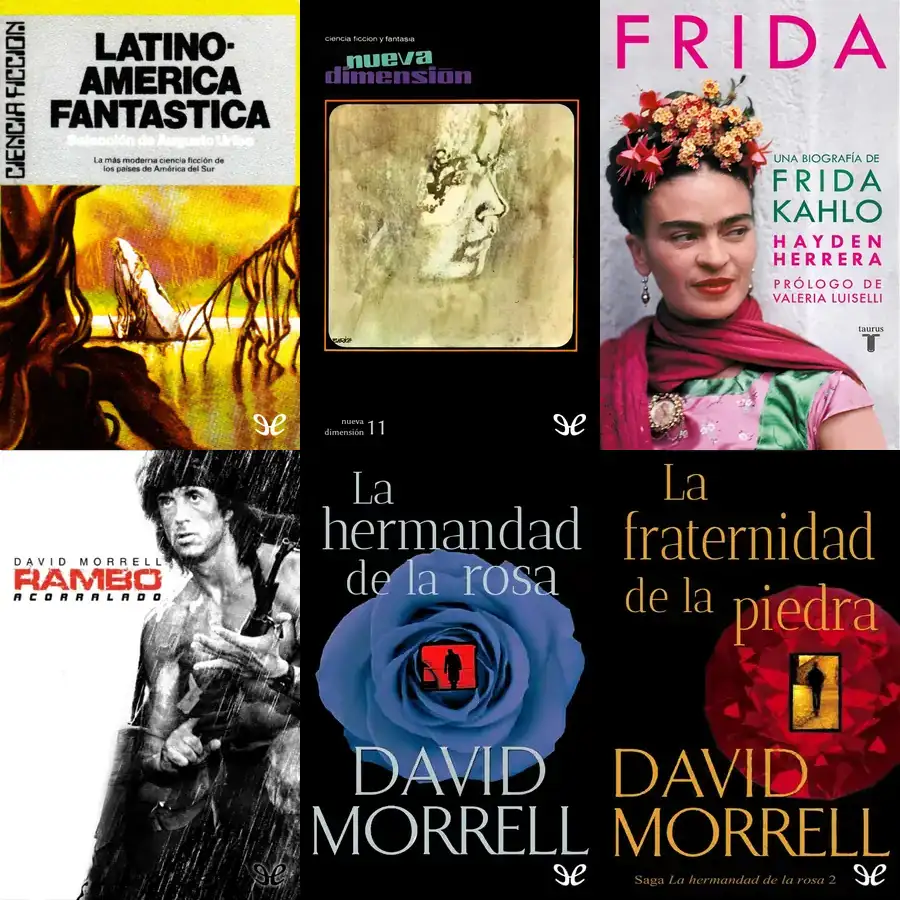 CIENCIA FICCION
LATINO-
AMERICA
FANTASTICA
Selección de Augusto Uribe
La más moderna ciencia ficción de
los países de América del Sur
ciencia ficcion y fantasia
nueva
dimensión
nueva
dimensión 11
FRIDA
UNA BIOGRAFÍA DE
FRIDA
KAHLO
HAYDEN
HERRERA
PRÓLOGO DE
VALERIA LUISELLI
taurus
DAVID MORRELL
RAMBO
ACORRALADO
La
hermandad
de la rosa
DAVID
MORRELL
La
fraternidad
de la piedra
DAVID
MORRELL
Saga La hermandad de la rosa 2